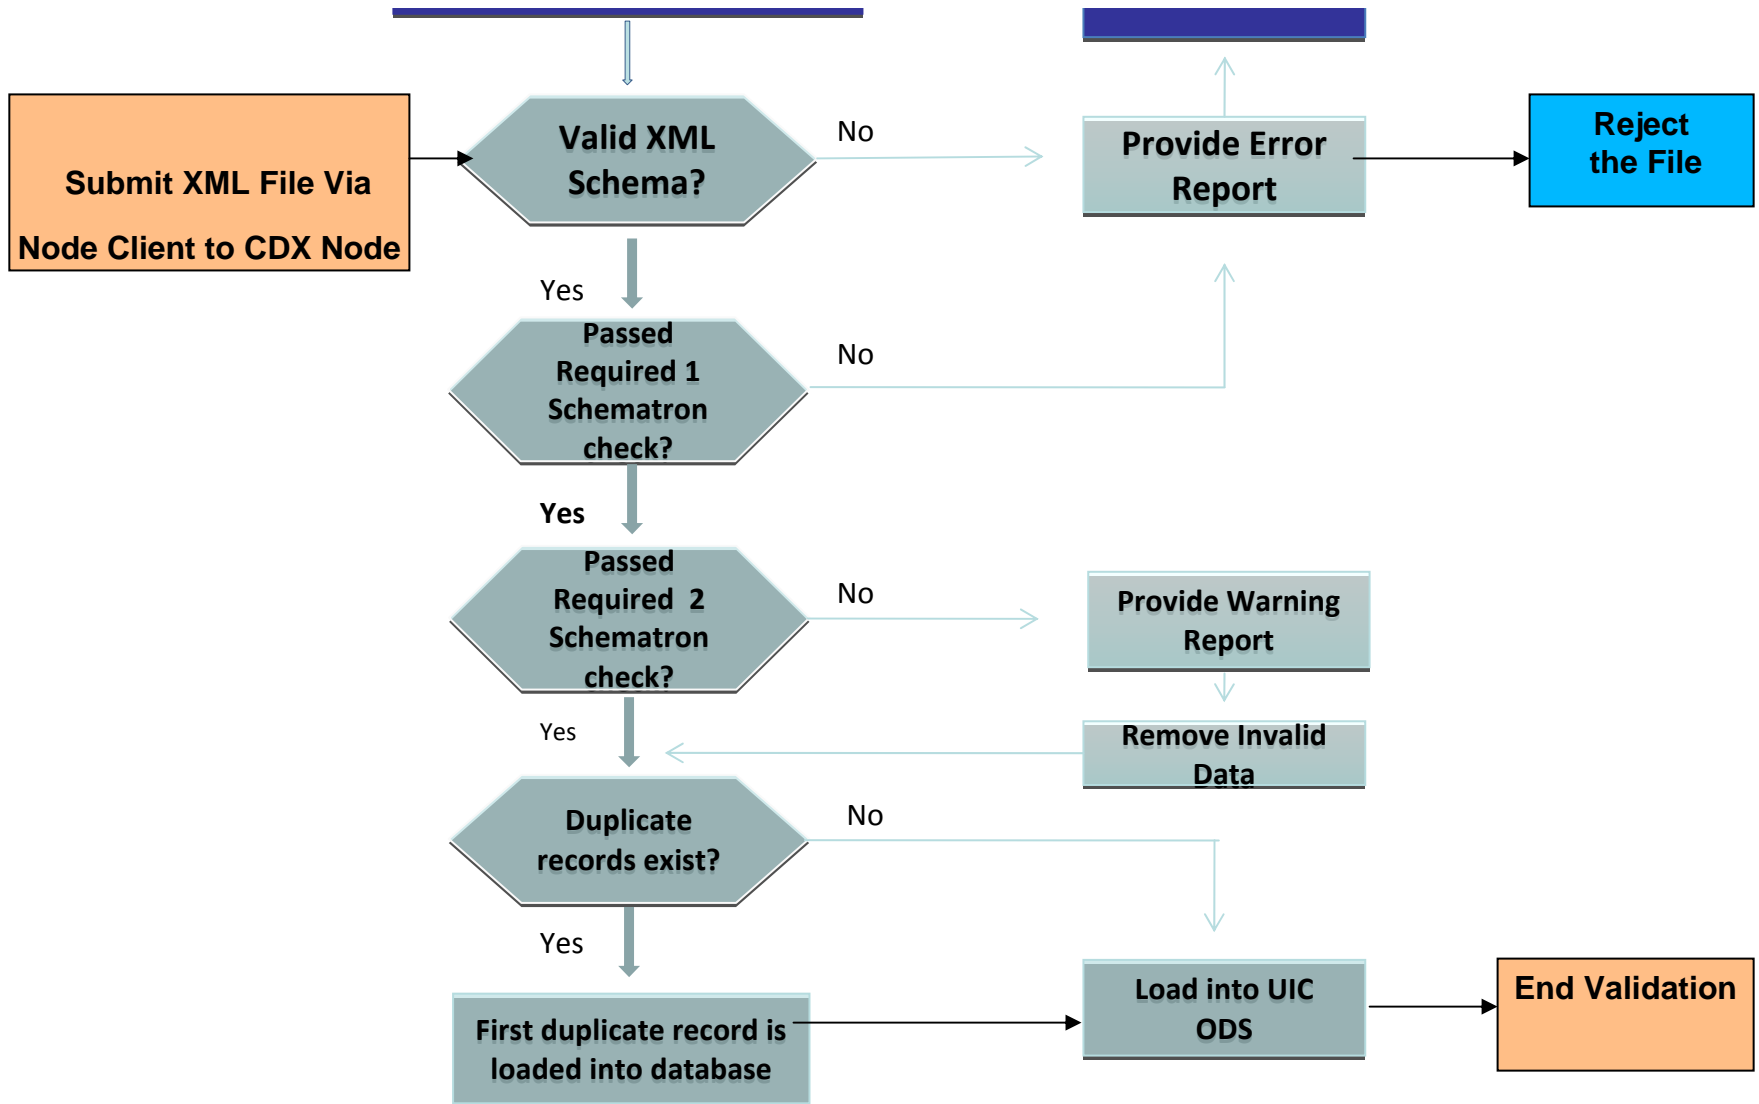 Submit XML File Via
Node Client to CDX Node
Valid XML
Schema?
No
Provide Error
Report
Reject
the File
Yes
Passed
Required 1
Schematron
check?
No
Yes
Passed
Required 2
Schematron
check?
No
Provide Warning
Report
Yes
Remove Invalid
Data
Duplicate
records exist?
No
Yes
First duplicate record is
loaded into database
Load into UIC
ODS
End Validation